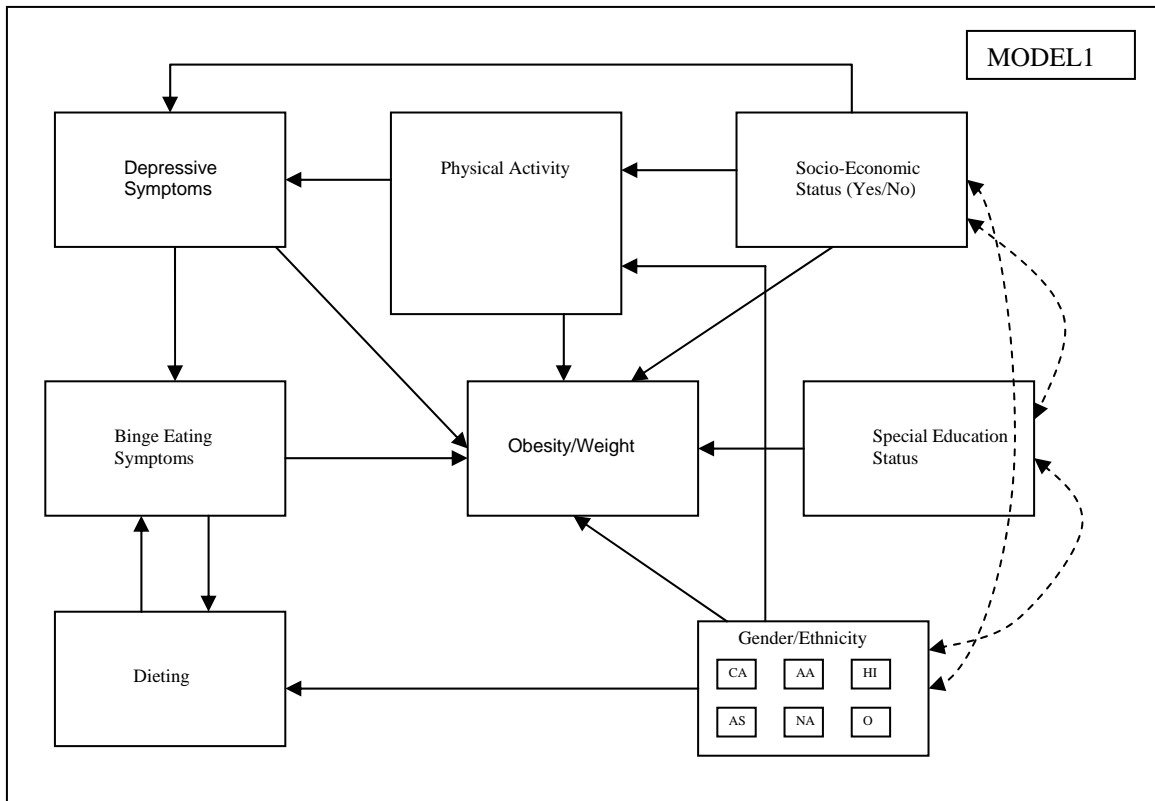 MODEL1
Depressive
Symptoms
Physical Activity
Socio-Economic
Status (Yes/No)
Binge Eating
Symptoms
Obesity/Weight
Special Education
Status
Dieting
Gender/Ethnicity
CA
AA
HI
AS
NA
O